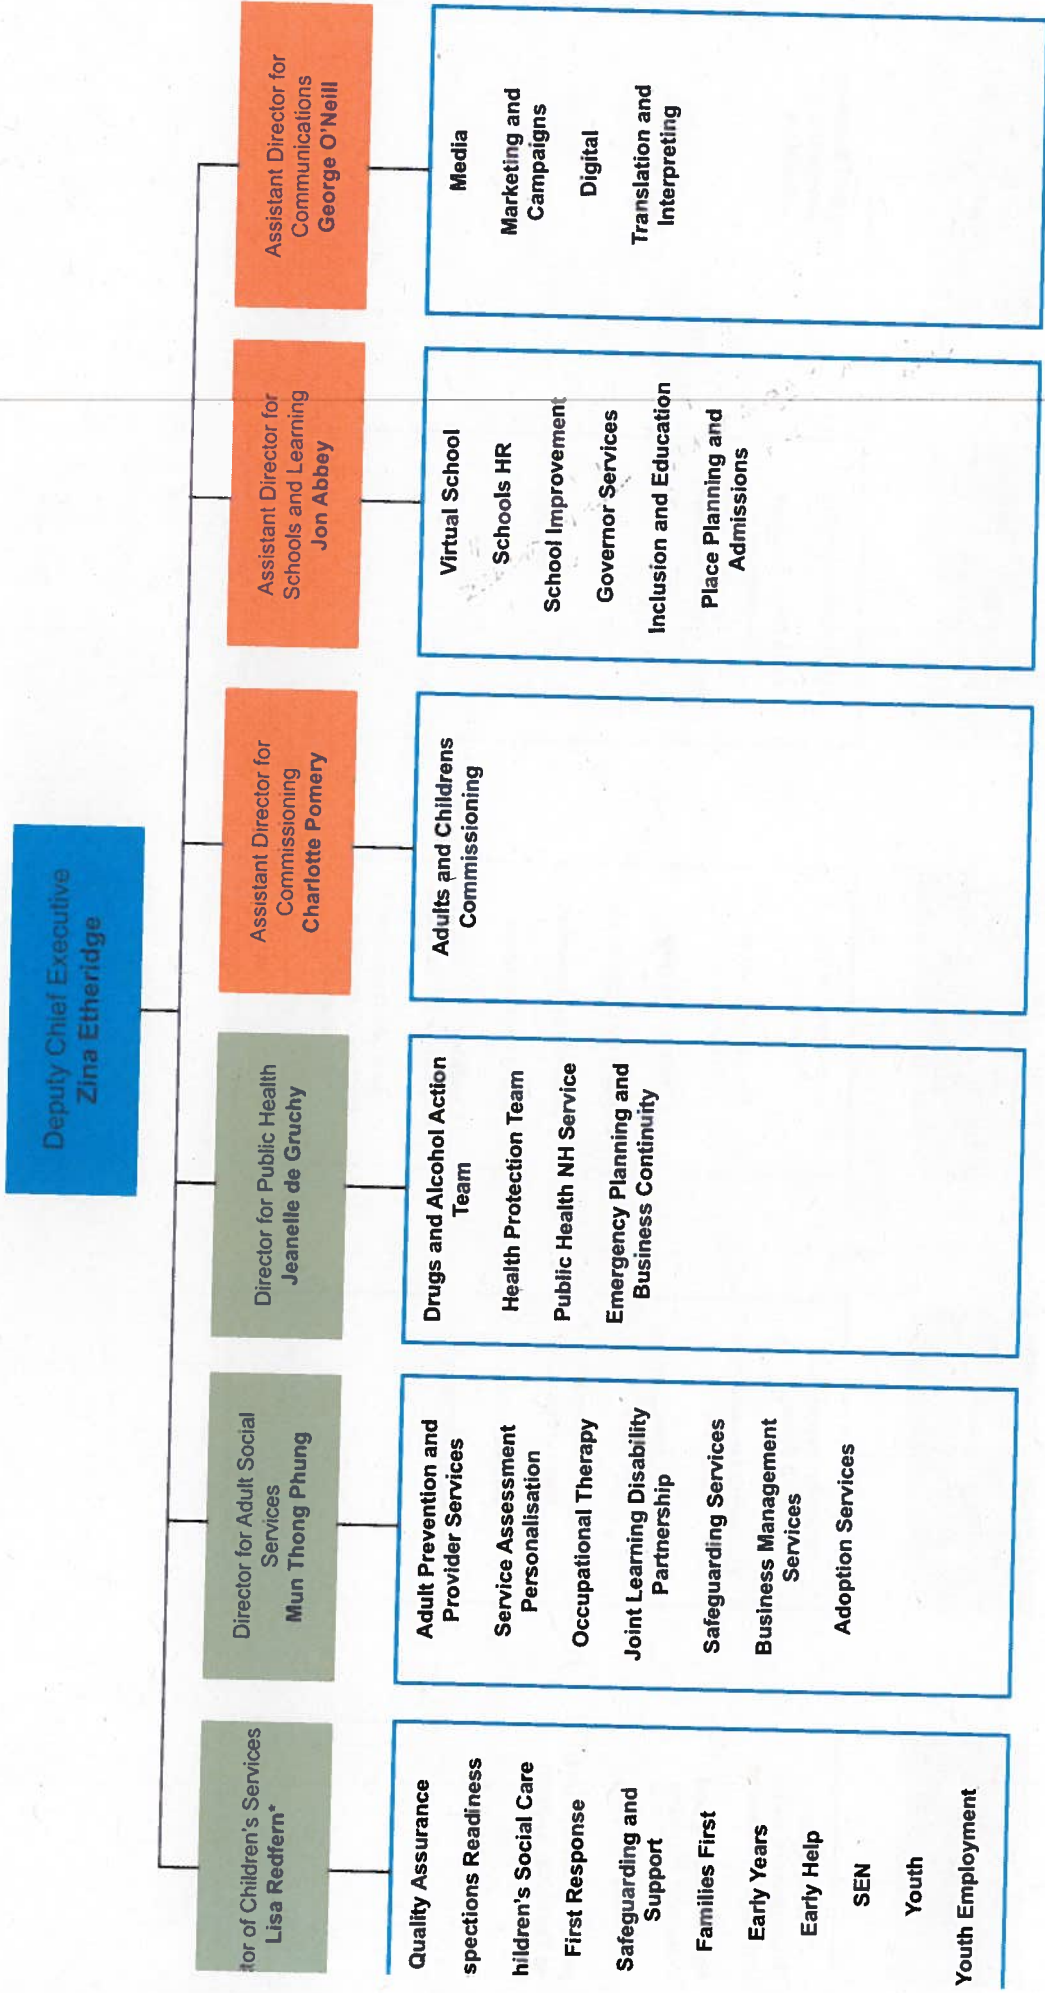 Deputy Chief Executive
Zina Etheridge
tor of Children's Services
Lisa Redfern*
Quality Assurance
spections Readiness
hildren's Social Care
First Response
Safeguarding and
Support
Families First
Early Years
Early Help
SEN
Youth
Youth Employment
Director for Adult Social
Services
Mun Thong Phung
Adult Prevention and
Provider Services
Service Assessment
Personalisation
Occupational Therapy
Joint Learning Disability
Partnership
Safeguarding Services
Business Management
Services
Adoption Services
Director for Public Health
Jeanelle de Gruchy
Drugs and Alcohol Action
Team
Health Protection Team
Public Health NH Service
Emergency Planning and
Business Continuity
Assistant Director for
Commissioning
Charlotte Pomery
Adults and Childrens
Commissioning
Assistant Director for
Schools and Learning
Jon Abbey
Virtual School
Schools HR
School Improvement
Governor Services
Inclusion and Education
Place Planning and
Admissions
Assistant Director for
Communications
George O'Neill
Media
Marketing and
Campaigns
Digital
Translation and
Interpreting